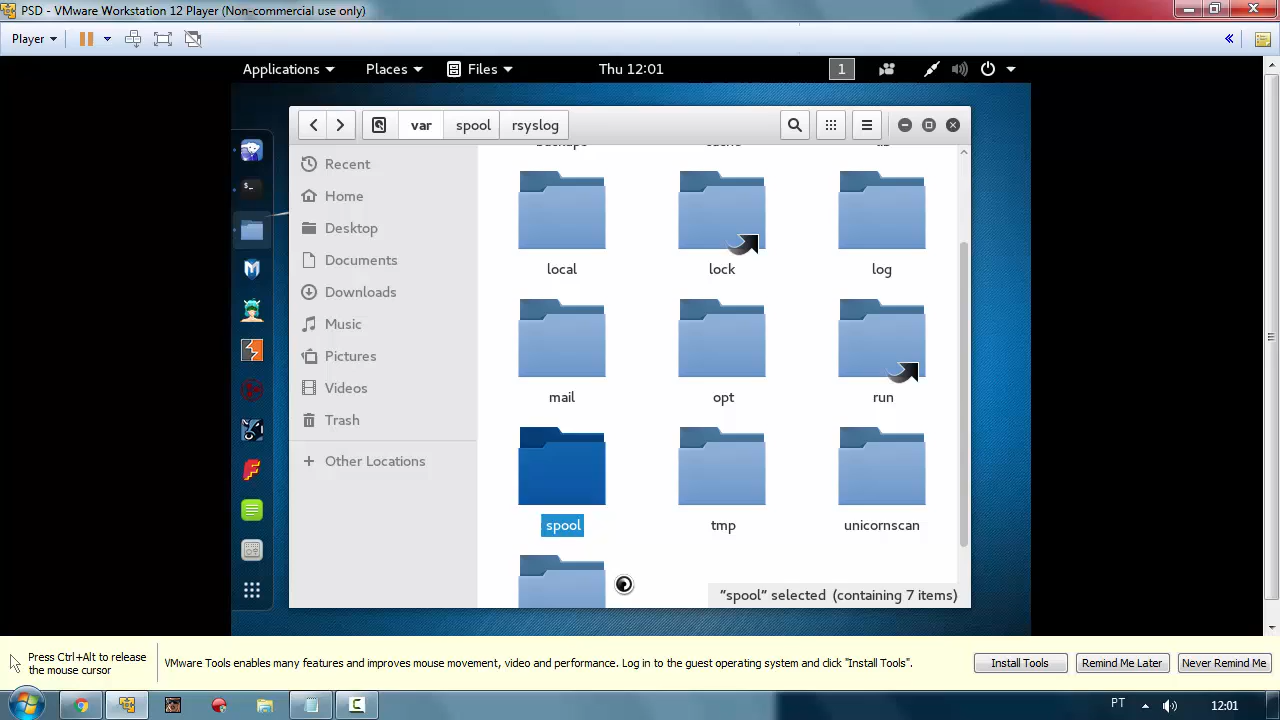 PSD - VMware Workstation 12 Player (Non-commercial use only)
Player
Applications Places Files Thu 12:01 1
var spool rsyslog
Recent
Home
Desktop
Documents
Downloads
Music
Pictures
Videos
Trash
Other Locations
local lock log
mail opt run
spool tmp unicornscan
"spool" selected (containing 7 items)
Press Ctrl+Alt to release
the mouse cursor
VMware Tools enables many features and improves mouse movement, video and performance. Log in to the guest operating system and click "Install Tools".
Install Tools Remind Me Later Never Remind Me
PT 12:01